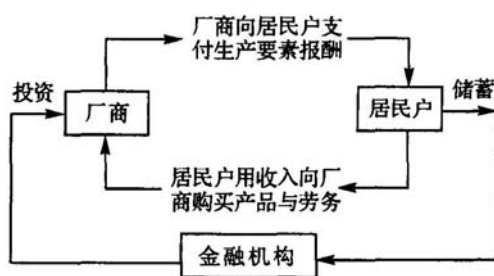 厂商向居民户支
付生产要素报酬
投资
厂商
居民户
储蓄
居民户用收入向厂
商购买产品与劳务
金融机构